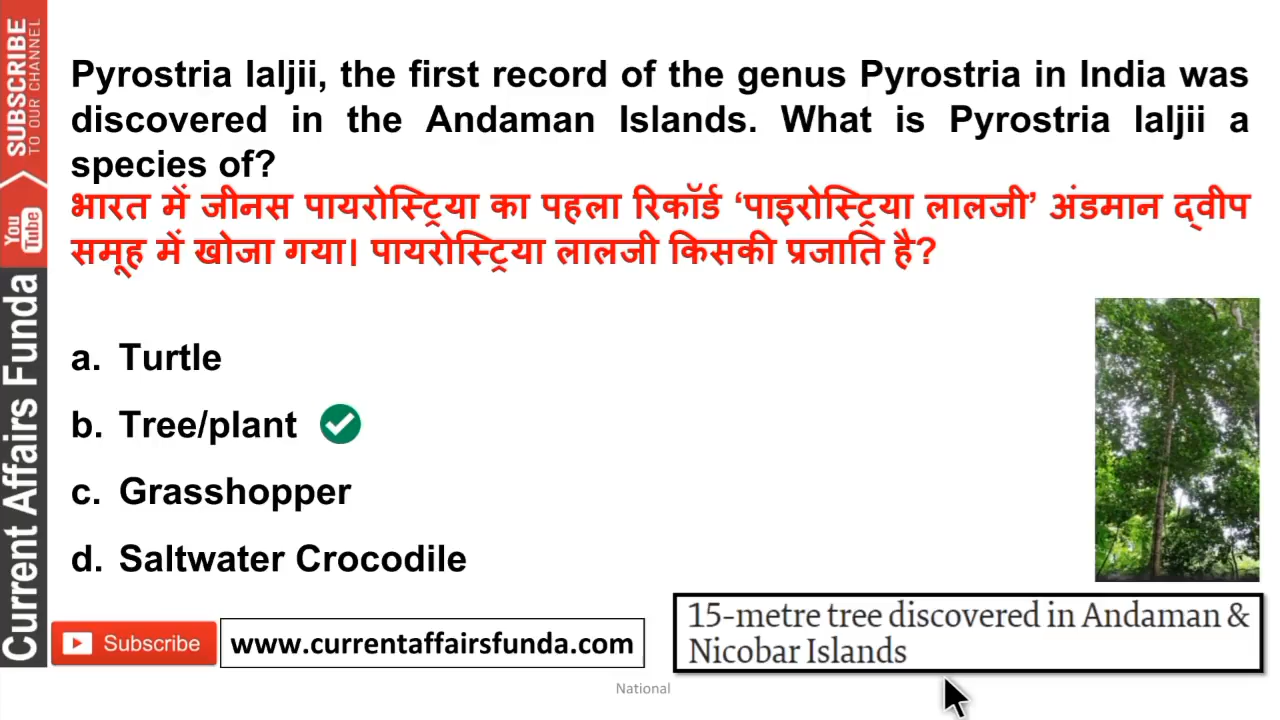 SUBSCRIBE
TO OUR CHANNEL
You
Tube
Current Affairs Funda
Pyrostria laljii, the first record of the genus Pyrostria in India was
discovered in the Andaman Islands. What is Pyrostria laljii a
species of?
भारत में जीनस पायरोस्ट्रिया का पहला रिकॉर्ड ‘पाइरोस्ट्रिया लालजी’ अंडमान द्वीप
समूह में खोजा गया। पायरोस्ट्रिया लालजी किसकी प्रजाति है?
a. Turtle
b. Tree/plant
c. Grasshopper
d. Saltwater Crocodile
Subscribe
www.currentaffairsfunda.com
15-metre tree discovered in Andaman &
Nicobar Islands
National